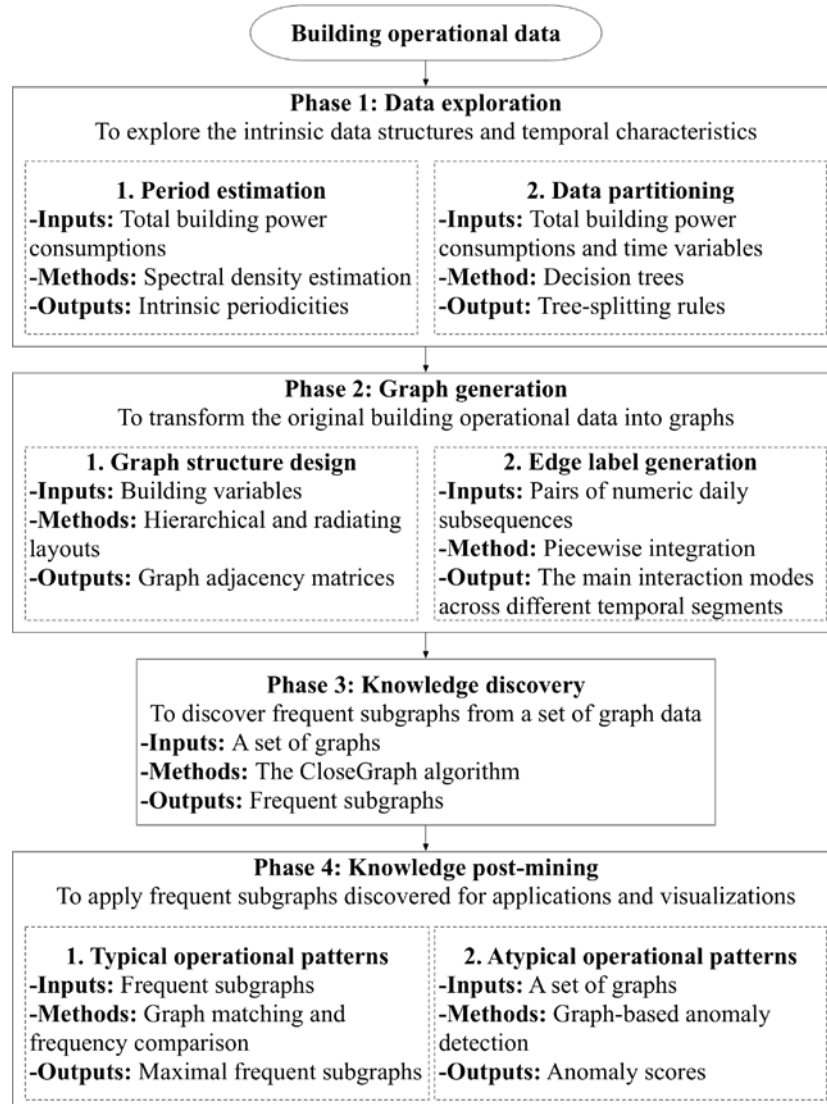 Building operational data
Phase 1: Data exploration
To explore the intrinsic data structures and temporal characteristics
1. Period estimation
-Inputs: Total building power
consumptions
-Methods: Spectral density estimation
-Outputs: Intrinsic periodicities
2. Data partitioning
-Inputs: Total building power
consumptions and time variables
-Method: Decision trees
-Output: Tree-splitting rules
Phase 2: Graph generation
To transform the original building operational data into graphs
1. Graph structure design
-Inputs: Building variables
-Methods: Hierarchical and radiating
layouts
-Outputs: Graph adjacency matrices
2. Edge label generation
-Inputs: Pairs of numeric daily
subsequences
-Method: Piecewise integration
-Output: The main interaction modes
across different temporal segments
Phase 3: Knowledge discovery
To discover frequent subgraphs from a set of graph data
-Inputs: A set of graphs
-Methods: The CloseGraph algorithm
-Outputs: Frequent subgraphs
Phase 4: Knowledge post-mining
To apply frequent subgraphs discovered for applications and visualizations
1. Typical operational patterns
-Inputs: Frequent subgraphs
-Methods: Graph matching and
frequency comparison
-Outputs: Maximal frequent subgraphs
2. Atypical operational patterns
-Inputs: A set of graphs
-Methods: Graph-based anomaly
detection
-Outputs: Anomaly scores